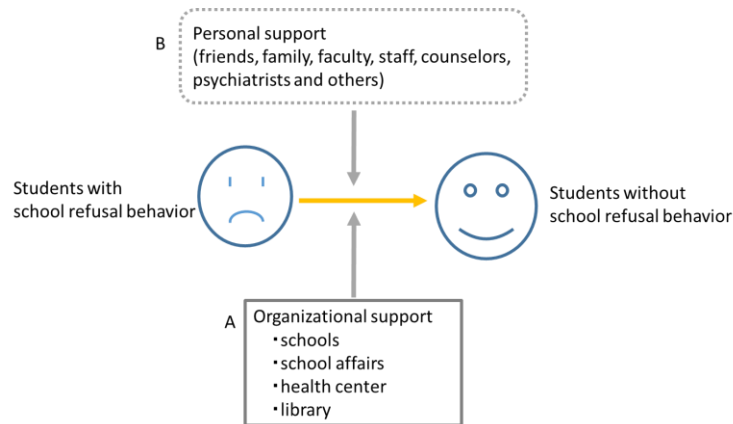 B
Personal support
(friends, family, faculty, staff, counselors,
psychiatrists and others)
Students with
school refusal behavior
Students without
school refusal behavior
A
Organizational support
・schools
・school affairs
・health center
・library